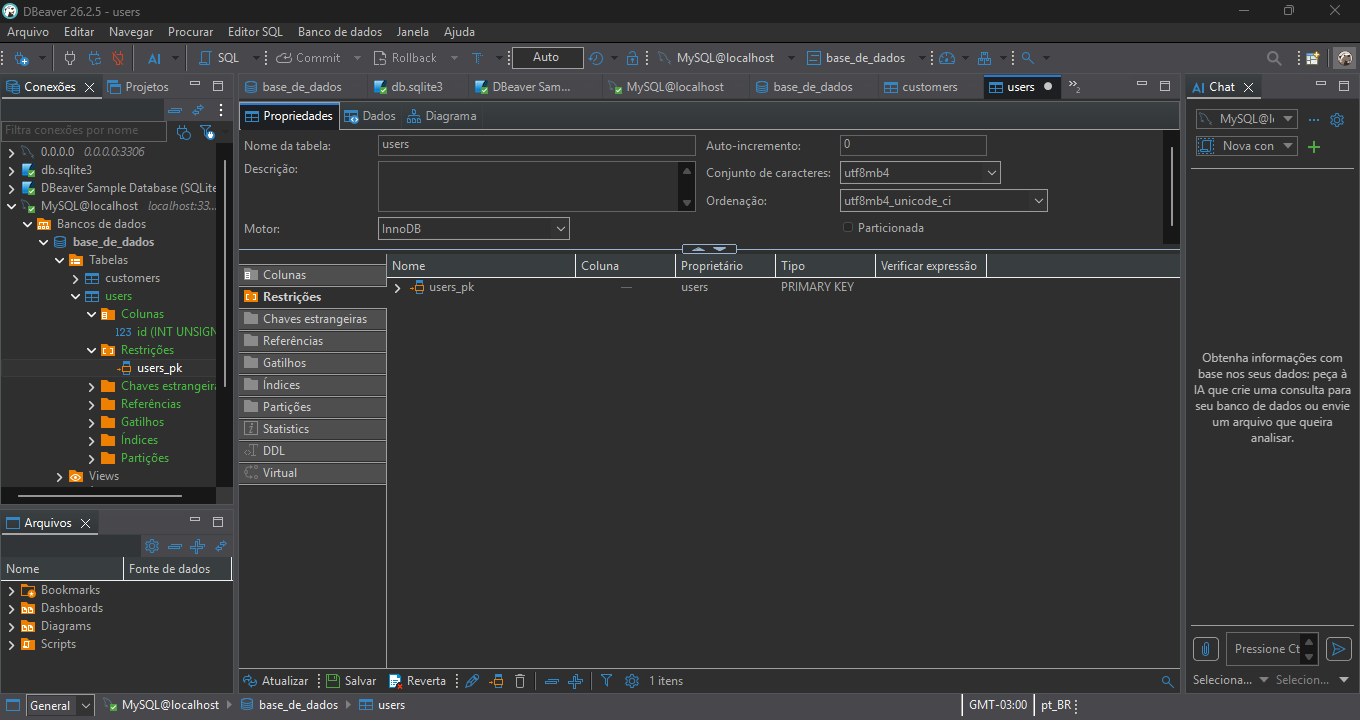 DBeaver 26.2.5 - users
Arquivo Editar Navegar Procurar Editor SQL Banco de dados Janela Ajuda
AI SQL Commit Rollback T Auto MySQL@localhost base_de_dados
Conexões Projetos
base_de_dados db.sqlite3 DBeaver Sam... MySQL@localhost base_de_dados customers users »2
AI Chat
Filtra conexões por nome
0.0.0.0 0.0.0.0:3306
db.sqlite3
DBeaver Sample Database (SQLite
MySQL@localhost localhost:33...
Bancos de dados
base_de_dados
Tabelas
customers
users
Colunas
123 id (INT UNSIGN
Restrições
users_pk
Chaves estrangeira
Referências
Gatilhos
Índices
Partições
Views
Arquivos
Nome Fonte de dados
Bookmarks
Dashboards
Diagrams
Scripts
Propriedades Dados Diagrama
Nome da tabela: users
Descrição:
Motor: InnoDB
Auto-incremento: 0
Conjunto de caracteres: utf8mb4
Ordenação: utf8mb4_unicode_ci
Particionada
Colunas
Restrições
Chaves estrangeiras
Referências
Gatilhos
Índices
Partições
Statistics
DDL
Virtual
Nome Coluna Proprietário Tipo Verificar expressão
users_pk — users PRIMARY KEY
Atualizar Salvar Reverta 1 itens
MySQL@l
Nova con
Obtenha informações com
base nos seus dados: peça à
IA que crie uma consulta para
seu banco de dados ou envie
um arquivo que queira
analisar.
Pressione Ct
Seleciona... Selecion...
General MySQL@localhost base_de_dados users
GMT-03:00 pt_BR